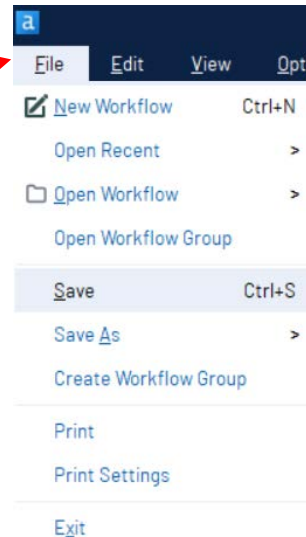 a
File Edit View Opt
New Workflow Ctrl+N
Open Recent >
Open Workflow >
Open Workflow Group
Save Ctrl+S
Save As >
Create Workflow Group
Print
Print Settings
Exit